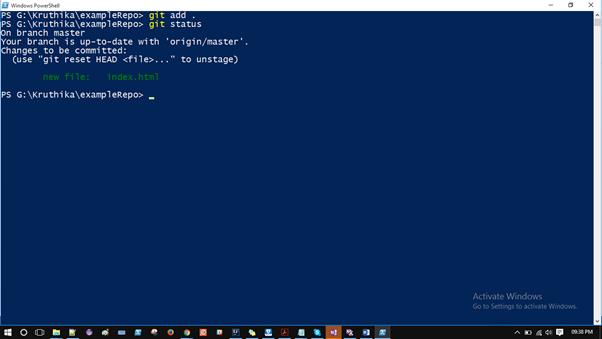 Windows PowerShell
PS G:\Kruthika\exampleRepo> git add .
PS G:\Kruthika\exampleRepo> git status
On branch master
Your branch is up-to-date with 'origin/master'.
Changes to be committed:
(use "git reset HEAD <file>..." to unstage)
new file: index.html
PS G:\Kruthika\exampleRepo>
Activate Windows
Go to Settings to activate Windows.
09:38 PM